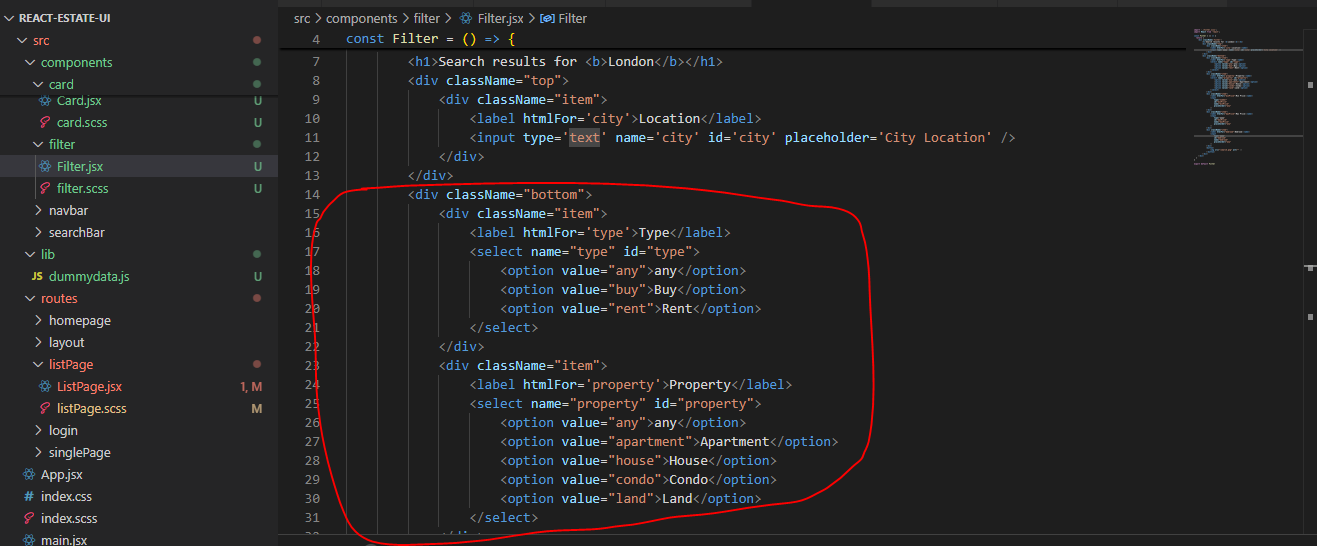 REACT-ESTATE-UI
src
components
card
Card.jsx U
card.scss U
filter
Filter.jsx U
filter.scss U
navbar
searchBar
lib
JS dummydata.js U
routes
homepage
layout
listPage
ListPage.jsx 1, M
listPage.scss M
login
singlePage
App.jsx
# index.css
index.scss
main.jsx
src > components > filter > Filter.jsx > Filter
4 const Filter = () => {
7 <h1>Search results for <b>London</b></h1>
8 <div className="top">
9 <div className="item">
10 <label htmlFor='city'>Location</label>
11 <input type='text' name='city' id='city' placeholder='City Location' />
12 </div>
13 </div>
14 <div className="bottom">
15 <div className="item">
16 <label htmlFor='type'>Type</label>
17 <select name="type" id="type">
18 <option value="any">any</option>
19 <option value="buy">Buy</option>
20 <option value="rent">Rent</option>
21 </select>
22 </div>
23 <div className="item">
24 <label htmlFor='property'>Property</label>
25 <select name="property" id="property">
26 <option value="any">any</option>
27 <option value="apartment">Apartment</option>
28 <option value="house">House</option>
29 <option value="condo">Condo</option>
30 <option value="land">Land</option>
31 </select>